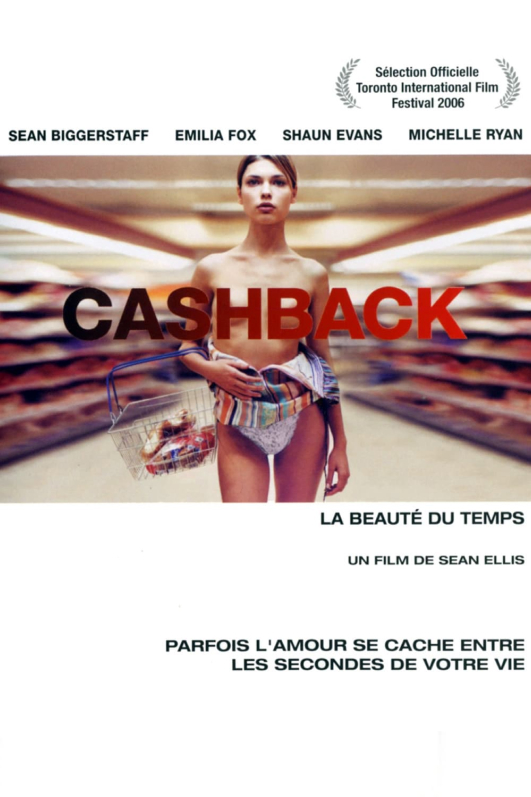 Sélection Officielle
Toronto International Film
Festival 2006
SEAN BIGGERSTAFF EMILIA FOX SHAUN EVANS MICHELLE RYAN
CASHBACK
LA BEAUTÉ DU TEMPS
UN FILM DE SEAN ELLIS
PARFOIS L'AMOUR SE CACHE ENTRE
LES SECONDES DE VOTRE VIE